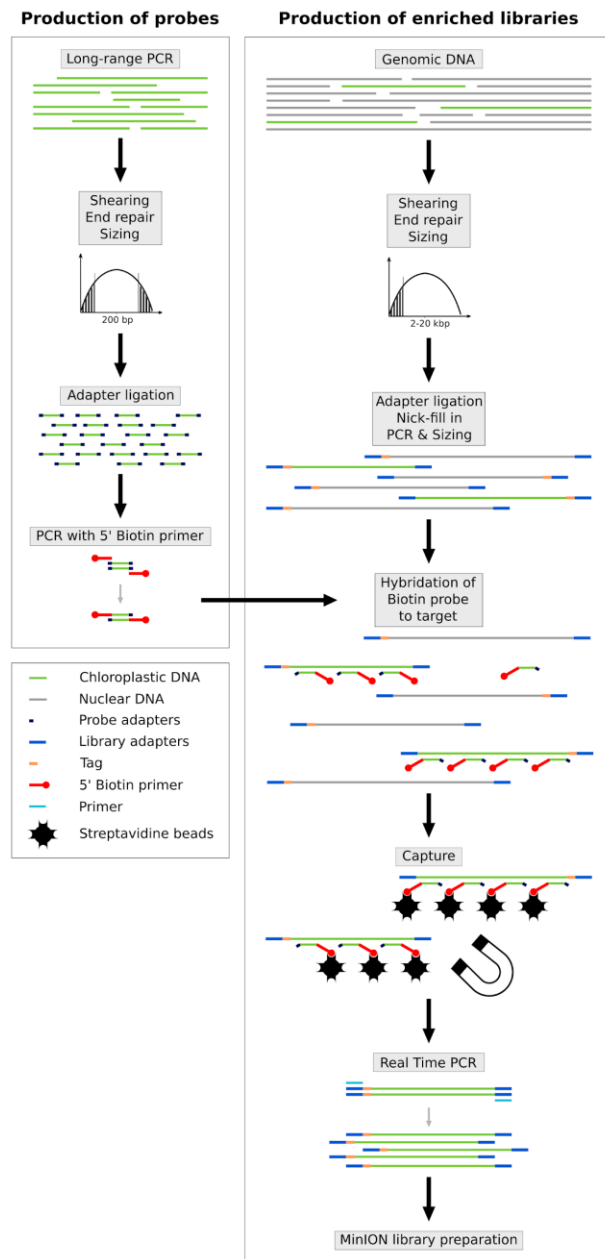 Production of probes
Long-range PCR
Shearing
End repair
Sizing
200 bp
Adapter ligation
PCR with 5' Biotin primer
Chloroplastic DNA
Nuclear DNA
Probe adapters
Library adapters
Tag
5' Biotin primer
Primer
Streptavidine beads
Production of enriched libraries
Genomic DNA
Shearing
End repair
Sizing
2-20 kbp
Adapter ligation
Nick-fill in
PCR & Sizing
Hybridation of
Biotin probe
to target
Capture
Real Time PCR
MinION library preparation